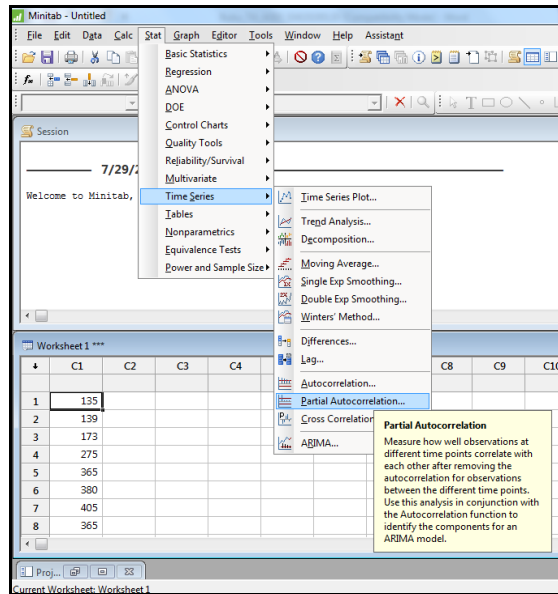 Minitab - Untitled
File Edit Data Calc Stat Graph Editor Tools Window Help Assistant
Basic Statistics
Regression
ANOVA
DOE
Control Charts
Quality Tools
Reliability/Survival
Multivariate
Time Series
Tables
Nonparametrics
Equivalence Tests
Power and Sample Size
Session
7/29/2
Welcome to Minitab,
Time Series Plot...
Trend Analysis...
Decomposition...
Moving Average...
Single Exp Smoothing...
Double Exp Smoothing...
Winters' Method...
Differences...
Lag...
Autocorrelation...
Partial Autocorrelation...
Cross Correlation
ARIMA...
Partial Autocorrelation
Measure how well observations at
different time points correlate with
each other after removing the
autocorrelation for observations
between the different time points.
Use this analysis in conjunction with
the Autocorrelation function to
identify the components for an
ARIMA model.
Worksheet 1 ***
C1 C2 C3 C4 C8 C9 C10
1 135
2 139
3 173
4 275
5 365
6 380
7 405
8 365
Proj...
Current Worksheet: Worksheet 1